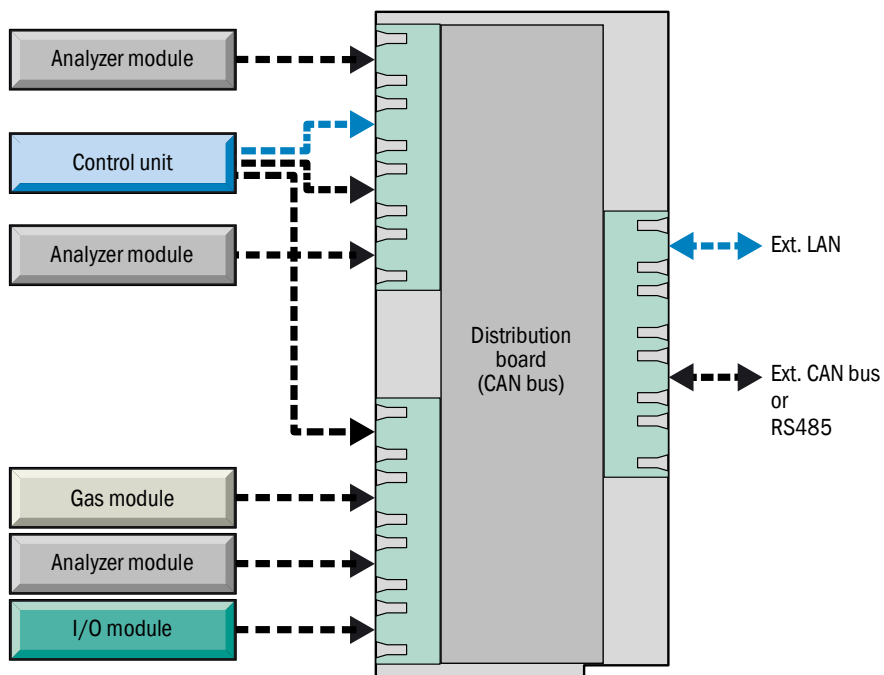 Analyzer module
Control unit
Analyzer module
Gas module
Analyzer module
I/O module
Distribution
board
(CAN bus)
Ext. LAN
Ext. CAN bus
or
RS485